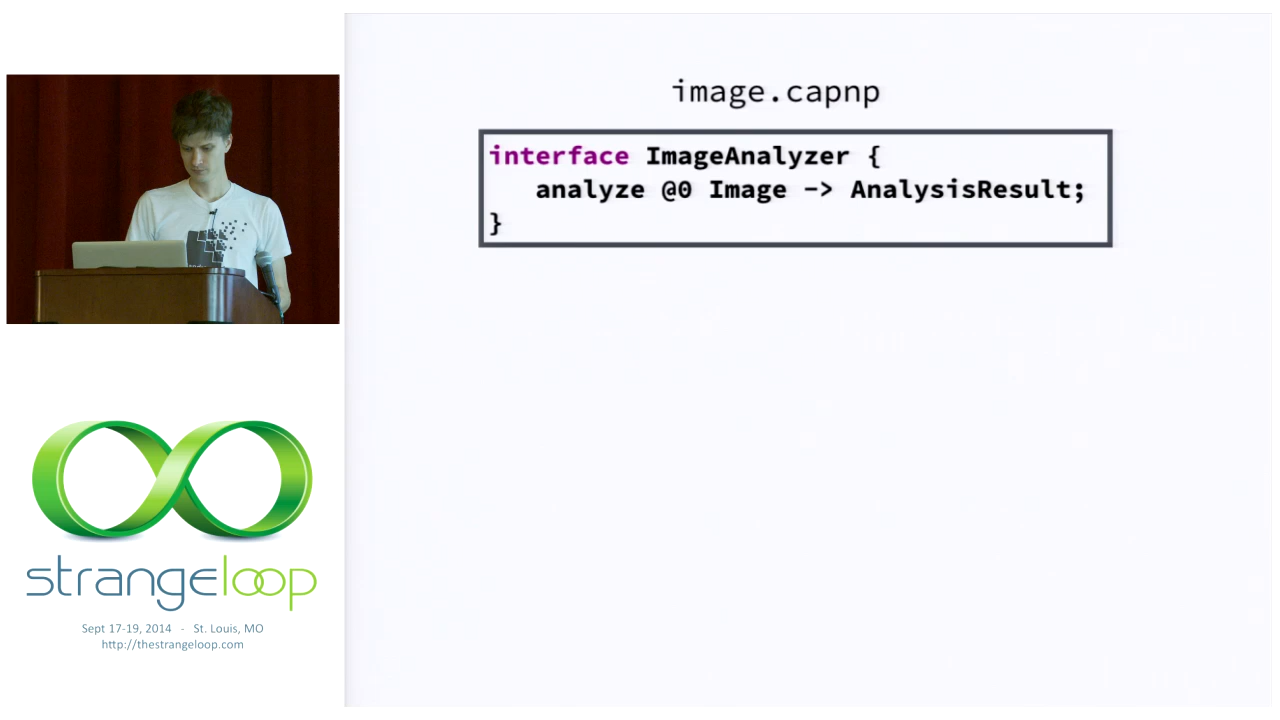 image.capnp
interface ImageAnalyzer {
   analyze @0 Image -> AnalysisResult;
}
strangeloop
Sept 17-19, 2014 - St. Louis, MO
http://thestrangeloop.com